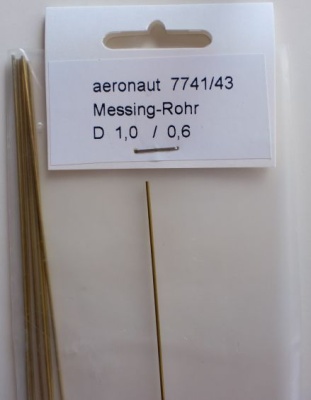 aeronaut 7741/43
Messing-Rohr
D 1,0 / 0,6